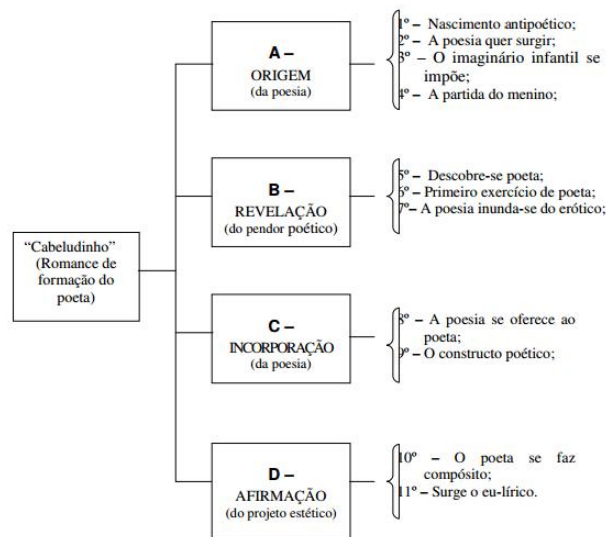 “Cabeludinho”
(Romance de
formação do
poeta)
A –
ORIGEM
(da poesia)
1º – Nascimento antipoético;
2º – A poesia quer surgir;
3º – O imaginário infantil se
impõe;
4º – A partida do menino;
B –
REVELAÇÃO
(do pendor poético)
5º – Descobre-se poeta;
6º – Primeiro exercício de poeta;
7º – A poesia inunda-se do erótico;
C –
INCORPORAÇÃO
(da poesia)
8º – A poesia se oferece ao
poeta;
9º – O constructo poético;
D –
AFIRMAÇÃO
(do projeto estético)
10º – O poeta se faz
compósito;
11º – Surge o eu-lírico.